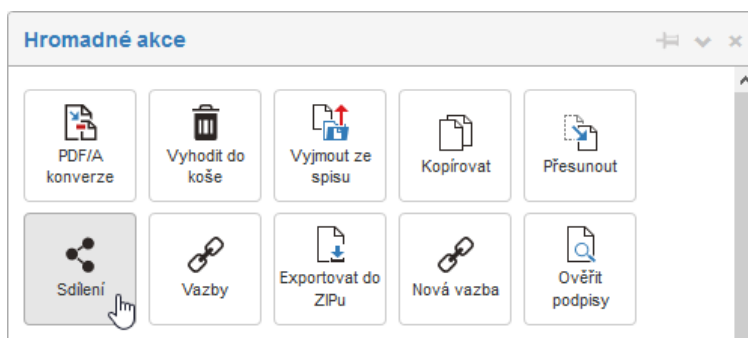 Hromadné akce
PDF/A
konverze
Vyhodit do
koše
Vyjmout ze
spisu
Kopírovat
Přesunout
Sdílení
Vazby
Exportovat do
ZIPu
Nová vazba
Ověřit
podpisy